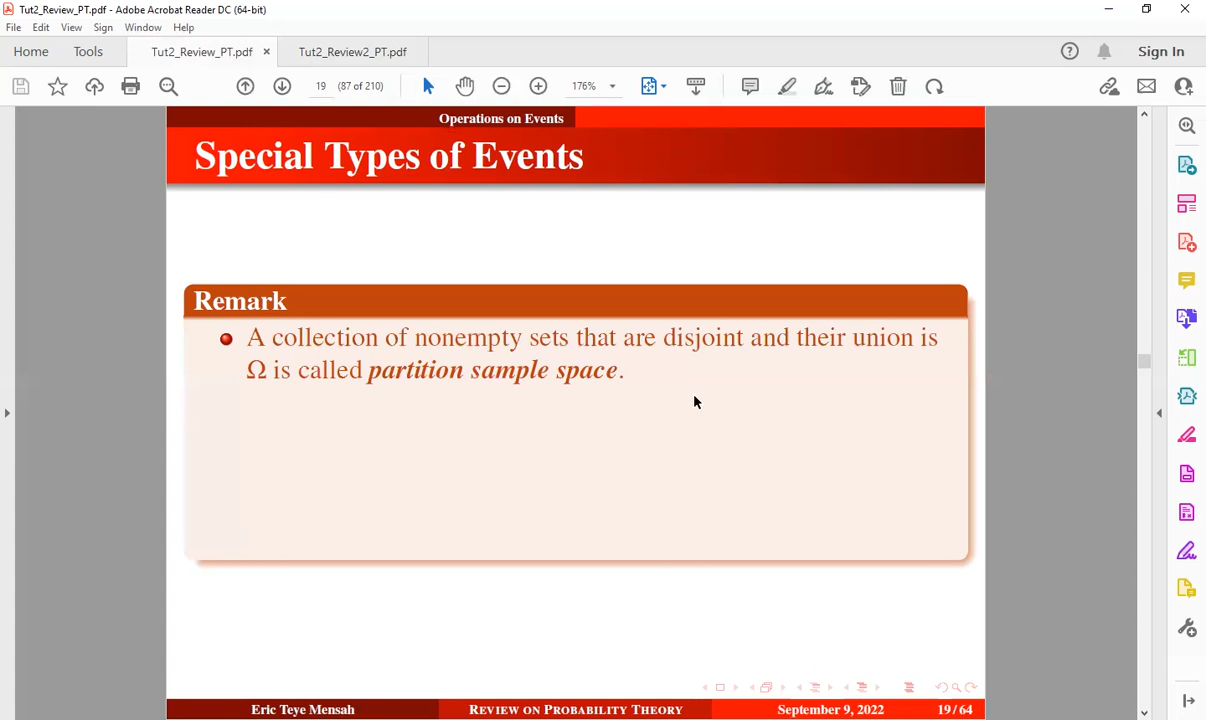 Tut2_Review_PT.pdf - Adobe Acrobat Reader DC (64-bit)
File Edit View Sign Window Help
Home Tools Tut2_Review_PT.pdf × Tut2_Review2_PT.pdf Sign In
19 (87 of 210) 176%
Operations on Events
Special Types of Events
Remark
A collection of nonempty sets that are disjoint and their union is
Ω is called partition sample space.
Eric Teye Mensah REVIEW ON PROBABILITY THEORY September 9, 2022 19/64